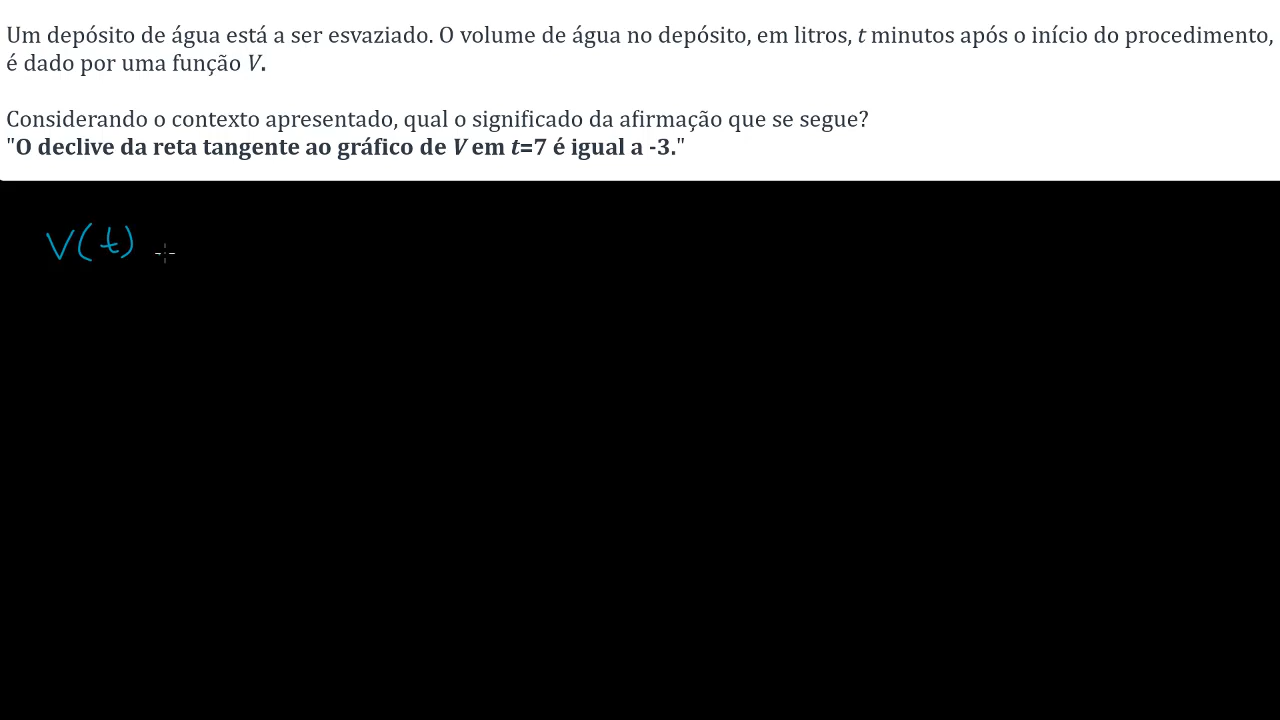 Um depósito de água está a ser esvaziado. O volume de água no depósito, em litros, t minutos após o início do procedimento,
é dado por uma função V.
Considerando o contexto apresentado, qual o significado da afirmação que se segue?
"O declive da reta tangente ao gráfico de V em t=7 é igual a -3."
V(t)